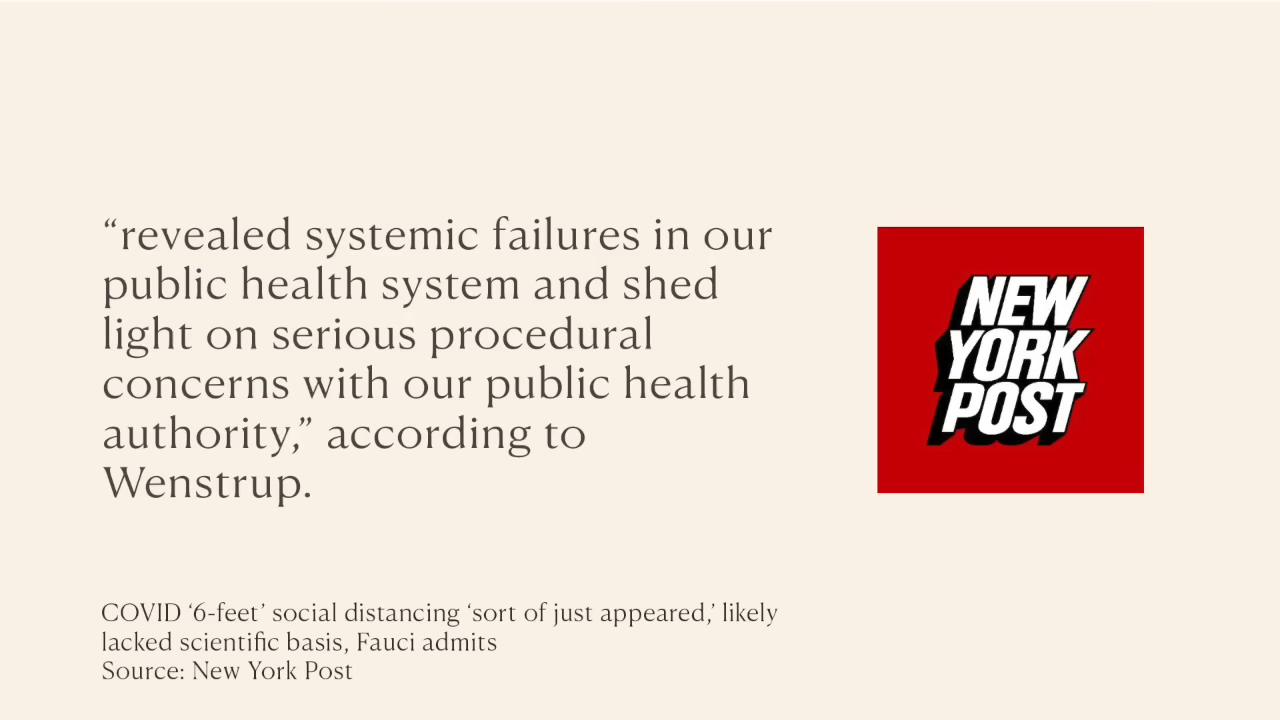 “revealed systemic failures in our
public health system and shed
light on serious procedural
concerns with our public health
authority,” according to
Wenstrup.
NEW
YORK
POST
COVID ‘6-feet’ social distancing ‘sort of just appeared,’ likely
lacked scientific basis, Fauci admits
Source: New York Post